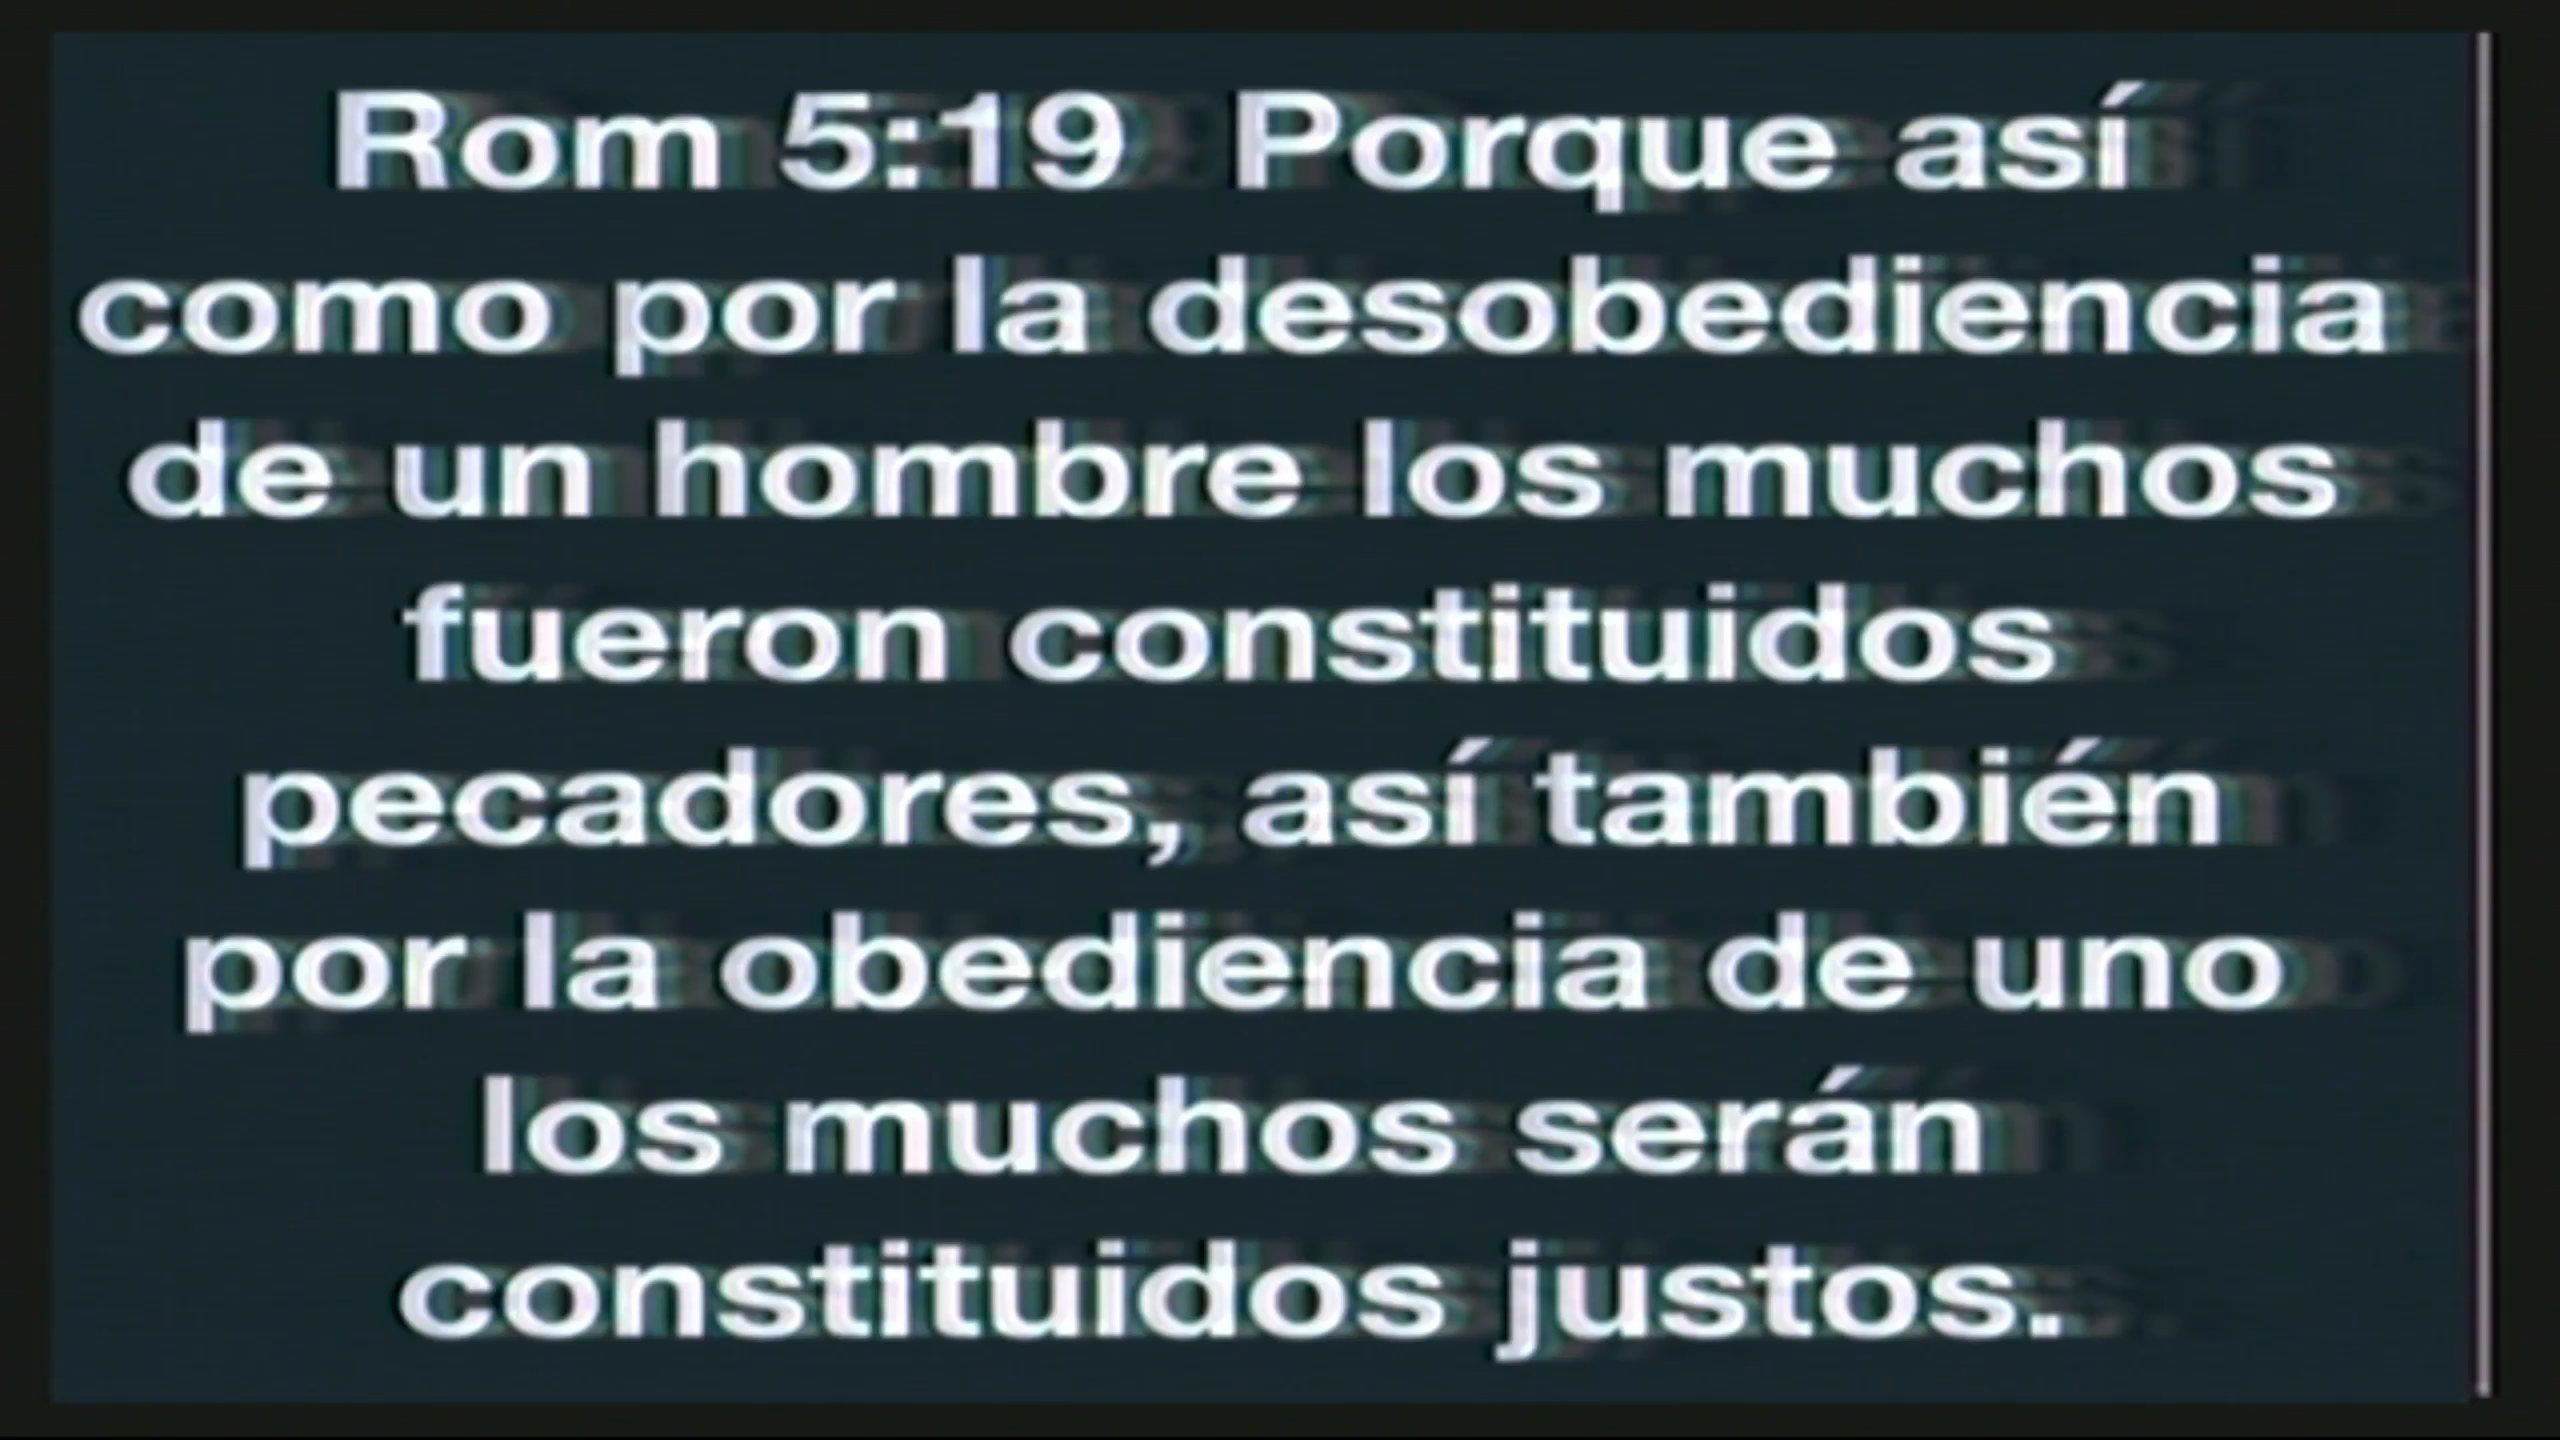 Rom 5:19  Porque así
como por la desobediencia
de un hombre los muchos
fueron constituidos
pecadores, así también
por la obediencia de uno
los muchos serán
constituidos justos.